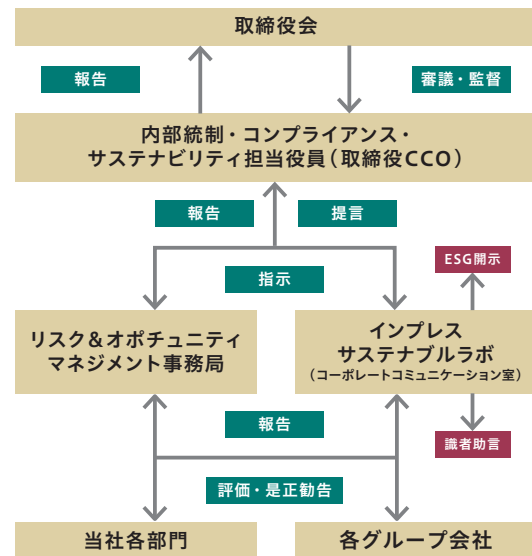 取締役会
報告
審議・監督
内部統制・コンプライアンス・
サステナビリティ担当役員（取締役CCO）
報告
提言
ESG開示
指示
リスク＆オポチュニティ
マネジメント事務局
インプレス
サステナブルラボ
（コーポレートコミュニケーション室）
報告
識者助言
評価・是正勧告
当社各部門
各グループ会社